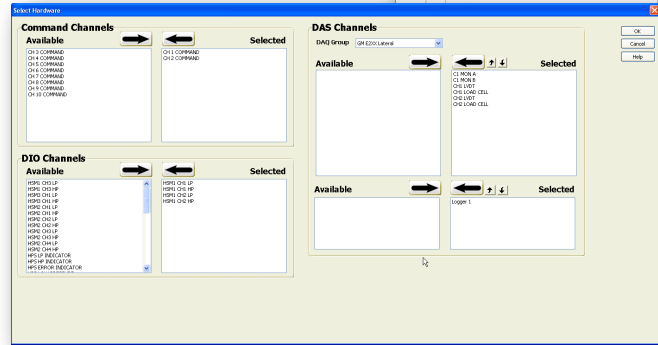 Select Hardware
Command Channels
Available
Selected
CH 3 COMMAND
CH 4 COMMAND
CH 5 COMMAND
CH 6 COMMAND
CH 7 COMMAND
CH 8 COMMAND
CH 9 COMMAND
CH 10 COMMAND
CH 1 COMMAND
CH 2 COMMAND
DIO Channels
Available
Selected
HSM1 CH3 LP
HSM1 CH3 HP
HSM3 CH1 LP
HSM3 CH1 HP
HSM2 CH1 LP
HSM2 CH1 HP
HSM2 CH2 LP
HSM2 CH2 HP
HSM2 CH3 LP
HSM2 CH3 HP
HSM2 CH4 LP
HSM2 CH4 HP
HPS LP INDICATOR
HPS HP INDICATOR
HPS ERROR INDICATOR
HSM1 CH1 LP
HSM1 CH1 HP
HSM1 CH2 LP
HSM1 CH2 HP
DAS Channels
DAQ Group
GM E2XX Lateral
Available
Selected
C1 MON A
C1 MON B
CH1 LVDT
CH1 LOAD CELL
CH2 LVDT
CH2 LOAD CELL
Available
Selected
Logger 1
OK
Cancel
Help